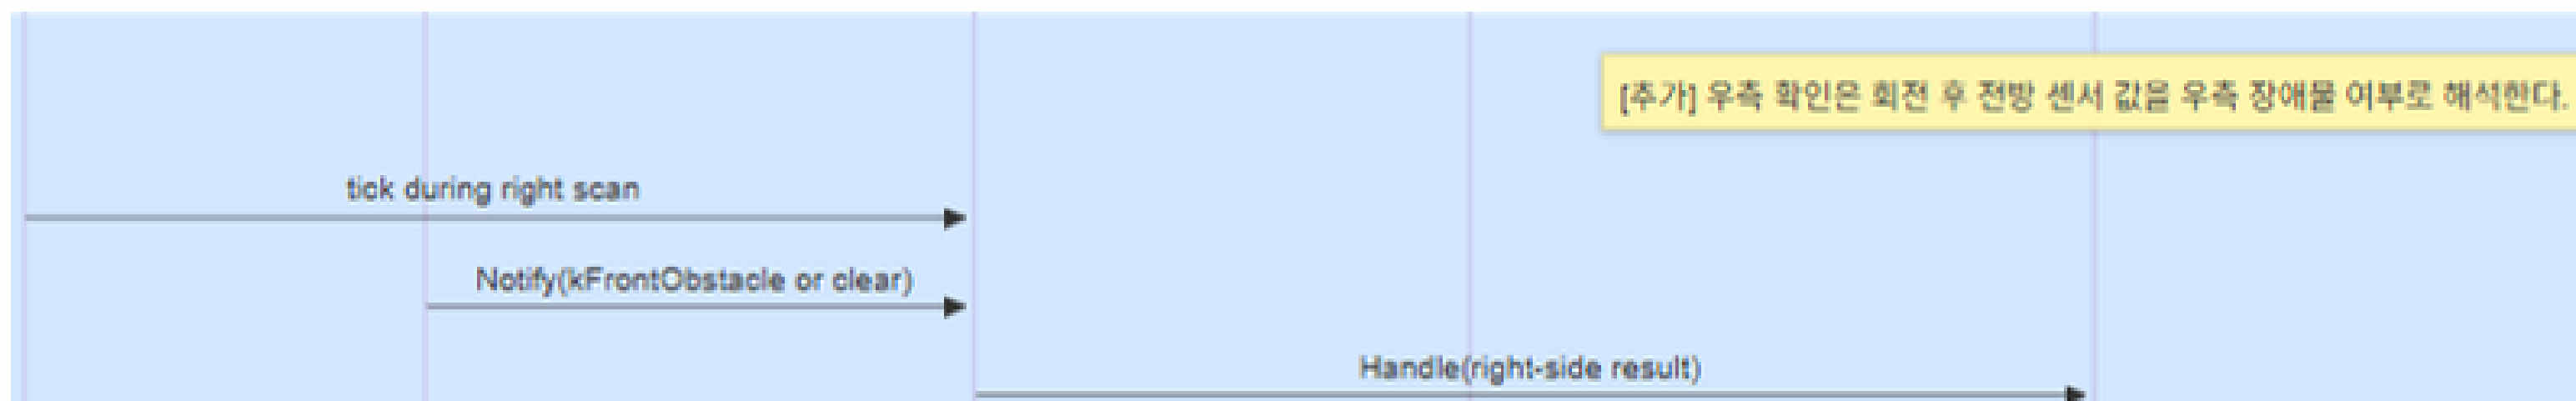 [추가] 우측 확인은 회전 후 전방 센서 값을 우측 장애물 여부로 해석한다.
tick during right scan
Notify(kFrontObstacle or clear)
Handle(right-side result)